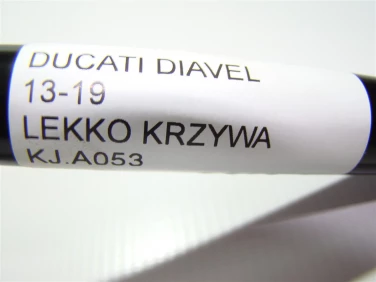 DUCATI DIAVEL
13-19
LEKKO KRZYWA
KJ.A053